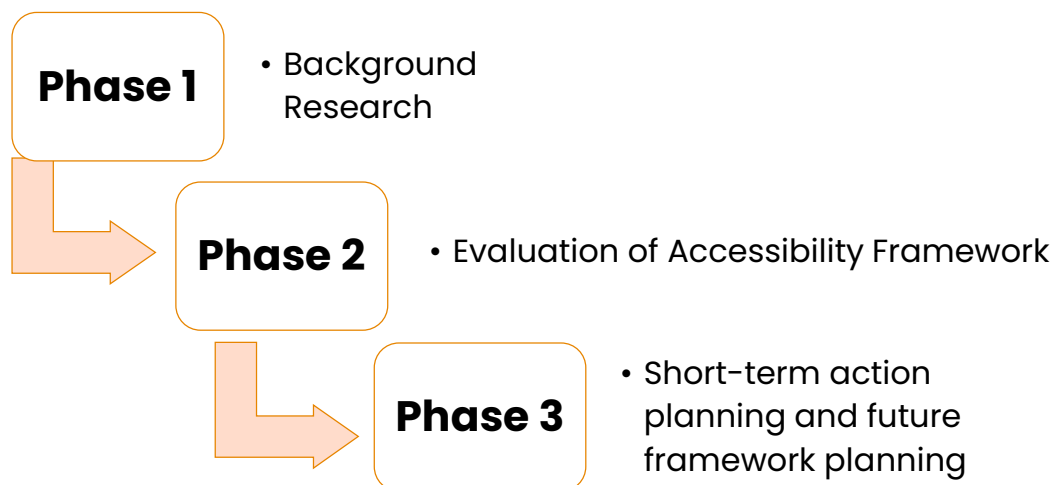 Phase 1
• Background
Research
Phase 2
• Evaluation of Accessibility Framework
Phase 3
• Short-term action
planning and future
framework planning